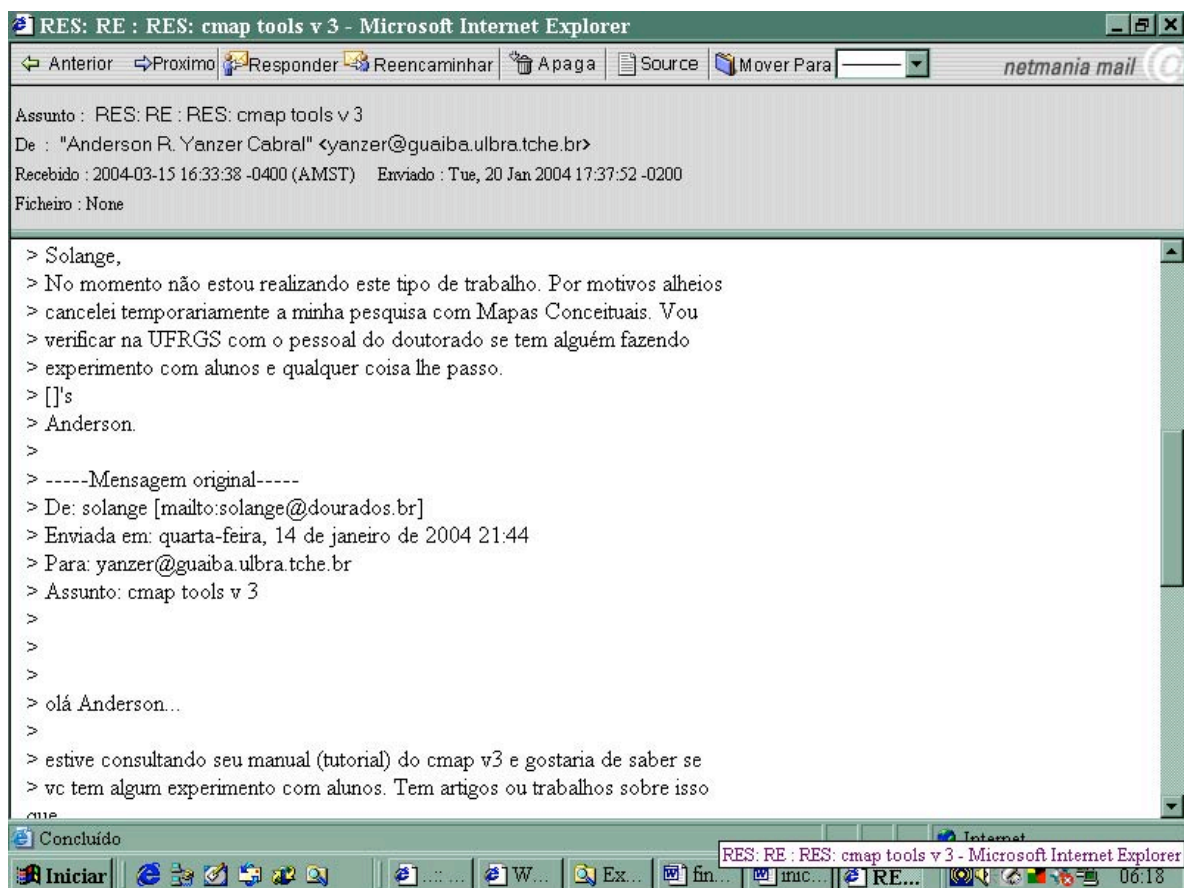 RES: RE : RES: cmap tools v 3 - Microsoft Internet Explorer
Anterior Proximo Responder Reencaminhar Apaga Source Mover Para netmania mail
Assunto : RES: RE : RES: cmap tools v 3
De : "Anderson R. Yanzer Cabral" <yanzer@guaiba.ulbra.tche.br>
Recebido : 2004-03-15 16:33:38 -0400 (AMST) Enviado : Tue, 20 Jan 2004 17:37:52 -0200
Ficheiro : None
> Solange,
> No momento não estou realizando este tipo de trabalho. Por motivos alheios
> cancelei temporariamente a minha pesquisa com Mapas Conceituais. Vou
> verificar na UFRGS com o pessoal do doutorado se tem alguém fazendo
> experimento com alunos e qualquer coisa lhe passo.
> []'s
> Anderson.
>
> -----Mensagem original-----
> De: solange [mailto:solange@dourados.br]
> Enviada em: quarta-feira, 14 de janeiro de 2004 21:44
> Para: yanzer@guaiba.ulbra.tche.br
> Assunto: cmap tools v 3
>
>
>
> olá Anderson...
>
> estive consultando seu manual (tutorial) do cmap v3 e gostaria de saber se
> vc tem algum experimento com alunos. Tem artigos ou trabalhos sobre isso
que
Concluído Internet
RES: RE : RES: cmap tools v 3 - Microsoft Internet Explorer
Iniciar ..:: ... W... Ex... fin... mic... RE... 06:18